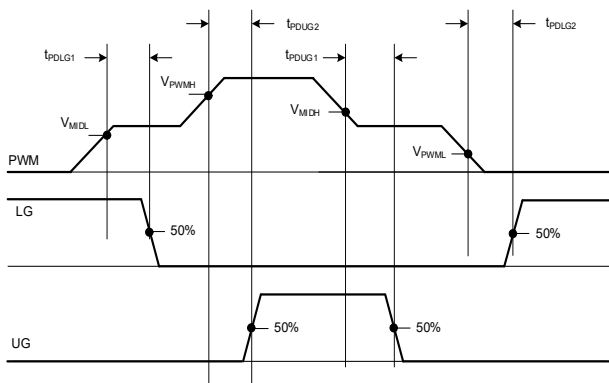 tPDUG2
tPDLG2
tPDLG1
tPDUG1
VPWMH
VMIDL
VMIDH
VPWML
PWM
LG
50%
50%
50%
50%
UG